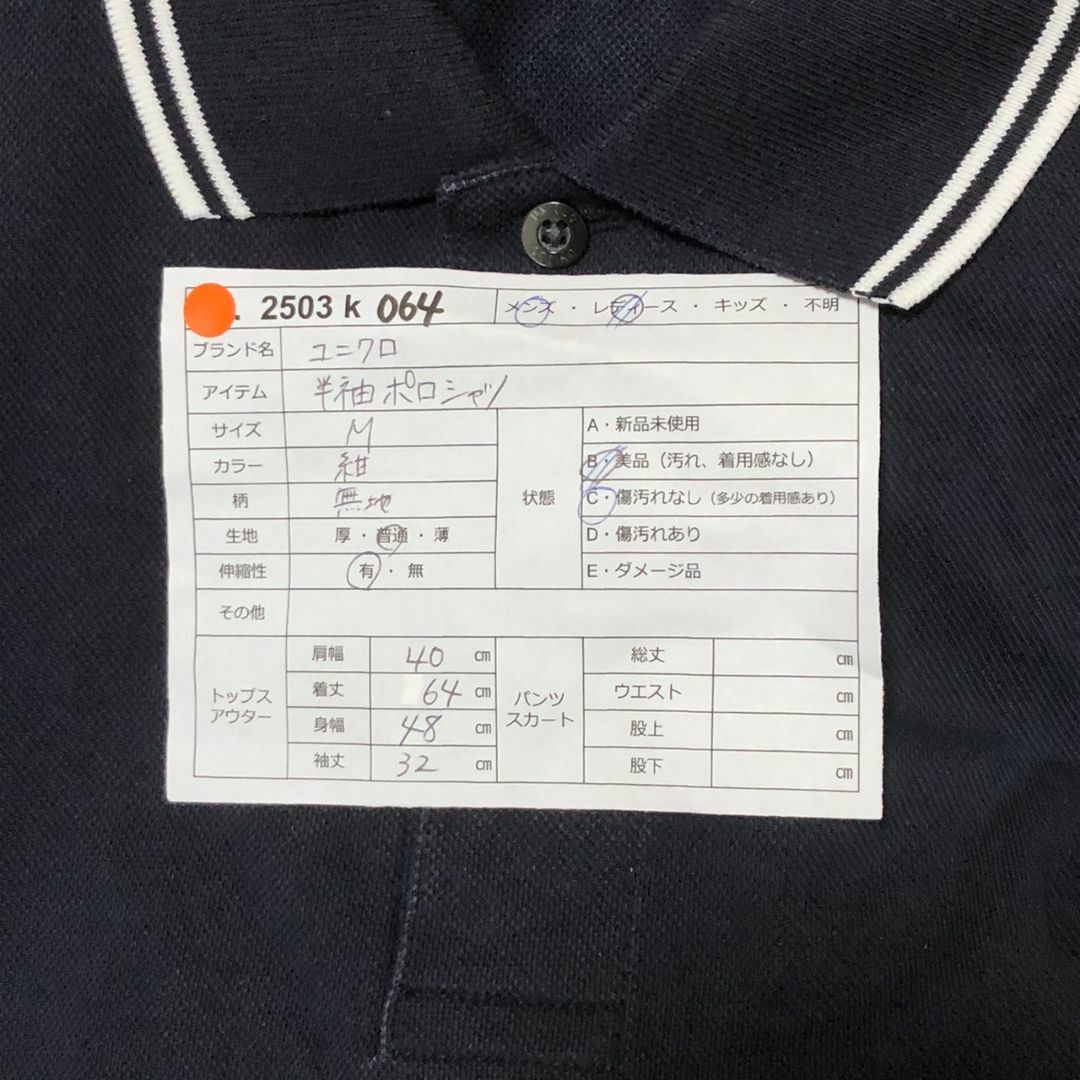 . 2503 k 064 メンズ ・ レディース ・ キッズ ・ 不明
ブランド名 ユニクロ
アイテム 半袖ポロシャツ
サイズ M
カラー 紺
柄 無地
生地 厚・普通・薄
伸縮性 有・無
状態
A・新品未使用
B・美品(汚れ、着用感なし)
C・傷汚れなし(多少の着用感あり)
D・傷汚れあり
E・ダメージ品
その他
トップス
アウター
肩幅 40 ㎝
着丈 64 ㎝
身幅 48 ㎝
袖丈 32 ㎝
パンツ
スカート
総丈 ㎝
ウエスト ㎝
股上 ㎝
股下 ㎝